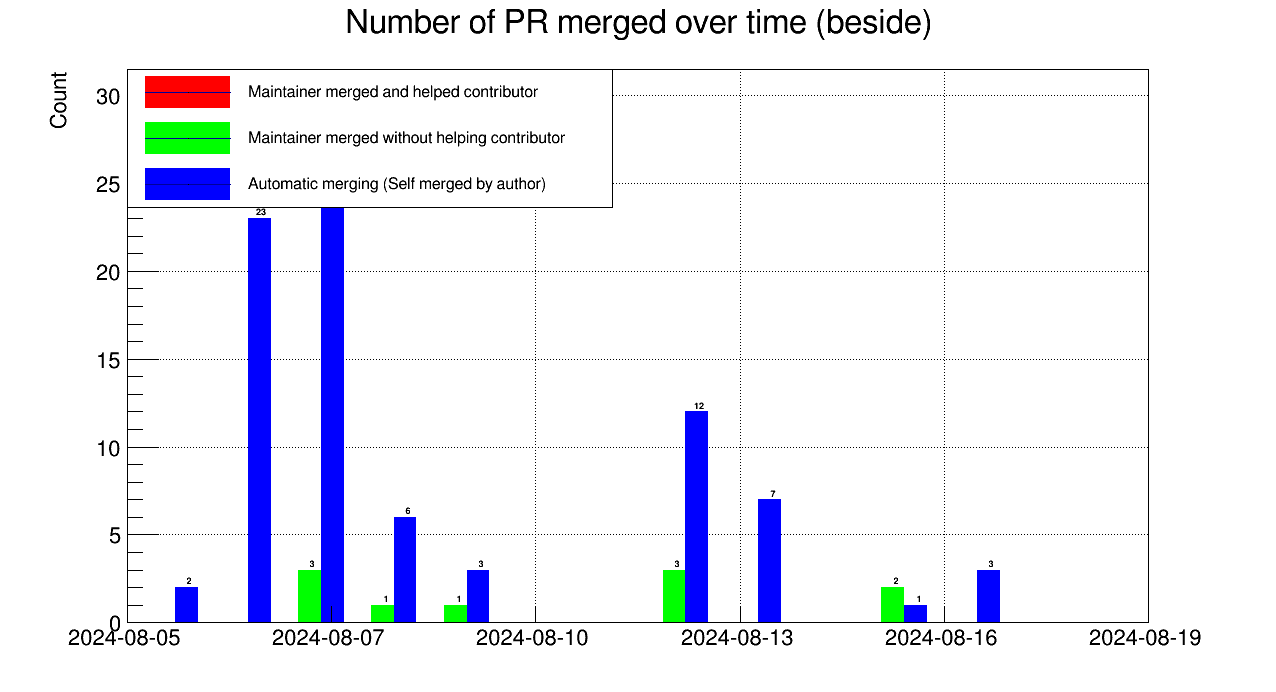 Number of PR merged over time (beside)
Count
30
25
20
15
10
5
0
Maintainer merged and helped contributor
Maintainer merged without helping contributor
Automatic merging (Self merged by author)
2
23
3
1 6
1 3
3 12
7
2 1
3
2024-08-05 2024-08-07 2024-08-10 2024-08-13 2024-08-16 2024-08-19